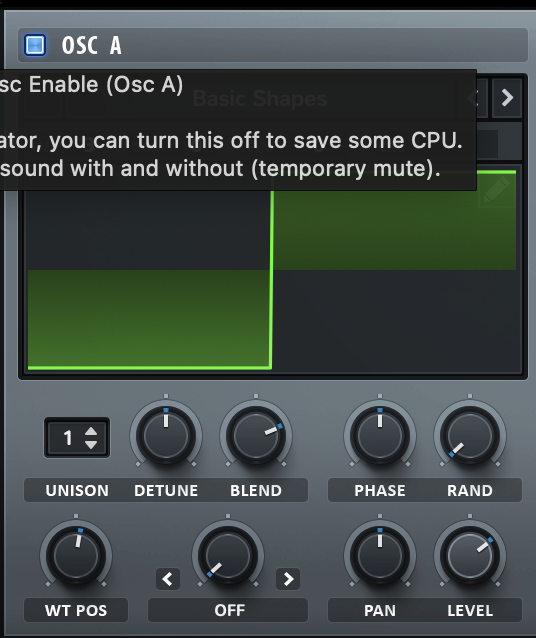 OSC A
sc Enable (Osc A)
Basic Shapes
ator, you can turn this off to save some CPU.
sound with and without (temporary mute).
1
UNISON DETUNE BLEND PHASE RAND
WT POS OFF PAN LEVEL